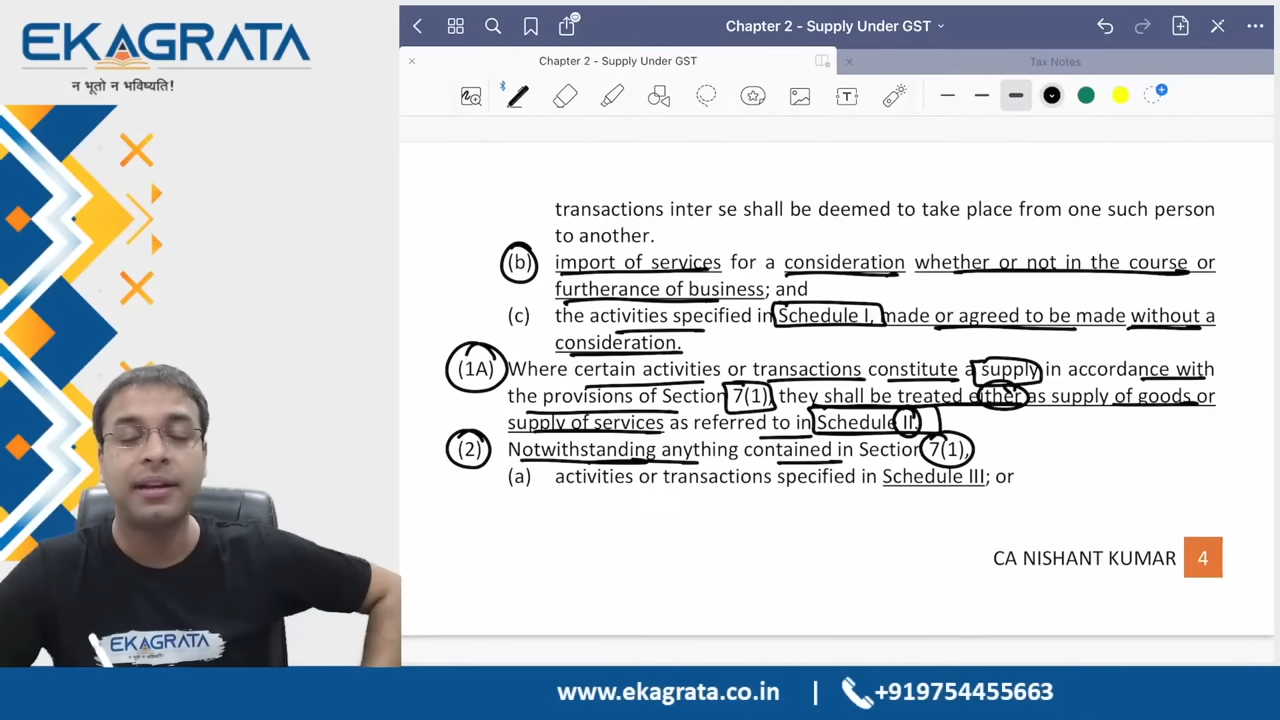 EKAGRATA
न भूतो न भविष्यति!
Chapter 2 - Supply Under GST
Chapter 2 - Supply Under GST
Tax Notes
transactions inter se shall be deemed to take place from one such person
to another.
(b) import of services for a consideration whether or not in the course or
furtherance of business; and
(c) the activities specified in Schedule I, made or agreed to be made without a
consideration.
(1A) Where certain activities or transactions constitute a supply in accordance with
the provisions of Section 7(1), they shall be treated either as supply of goods or
supply of services as referred to in Schedule II.
(2) Notwithstanding anything contained in Section 7(1),
(a) activities or transactions specified in Schedule III; or
CA NISHANT KUMAR 4
EKAGRATA
www.ekagrata.co.in | +919754455663